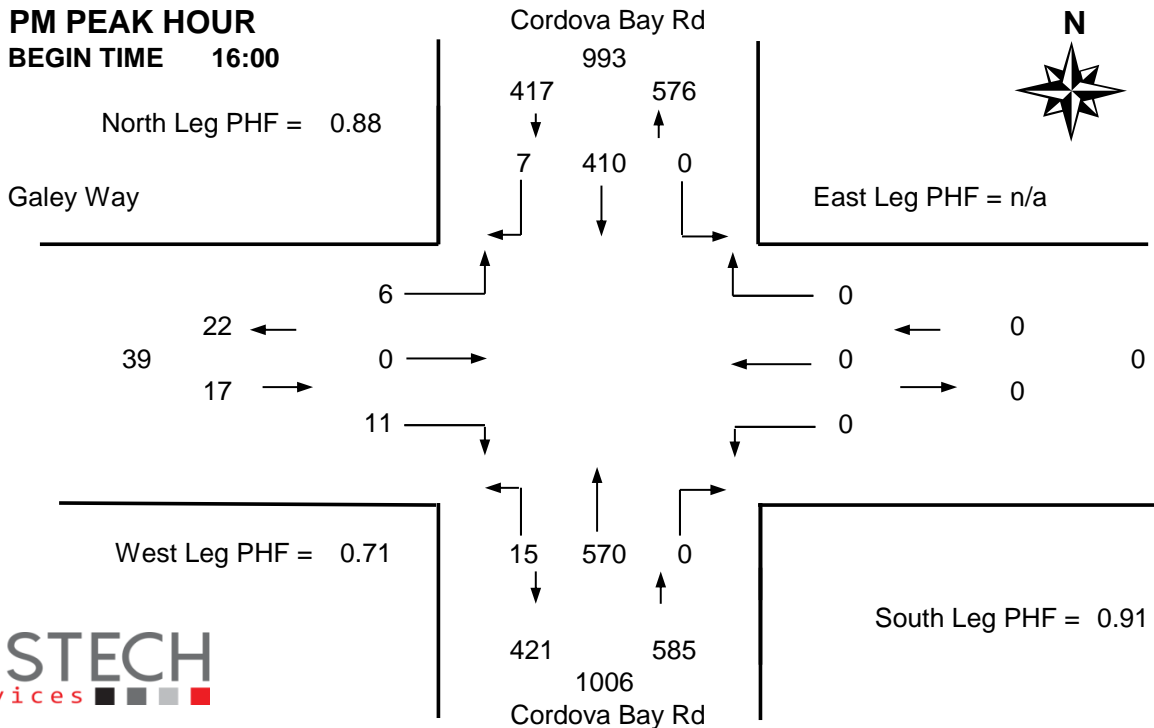 PM PEAK HOUR
Cordova Bay Rd
N
BEGIN TIME 16:00
993
417 576
North Leg PHF = 0.88
7 410 0
Galey Way
East Leg PHF = n/a
6
0
22
0
39
0
0
0
17
0
11
0
West Leg PHF = 0.71
15 570 0
South Leg PHF = 0.91
421 585
STECH
vices
1006
Cordova Bay Rd